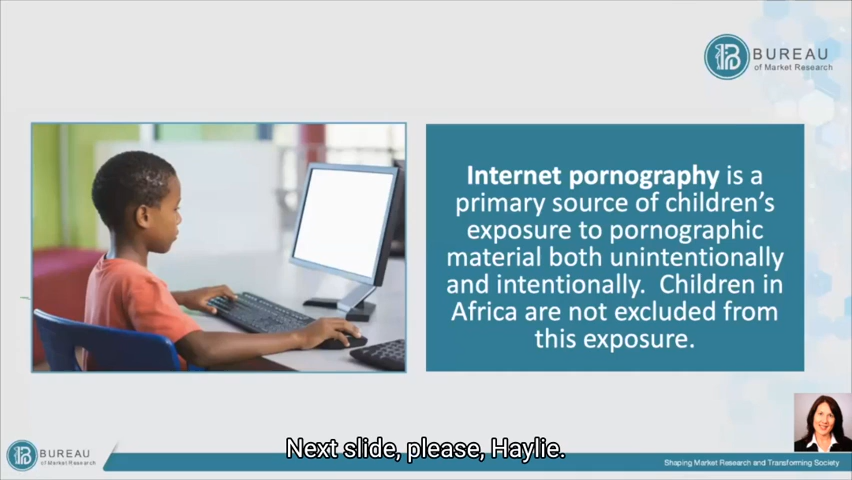 BUREAU
of Market Research
Internet pornography is a
primary source of children's
exposure to pornographic
material both unintentionally
and intentionally. Children in
Africa are not excluded from
this exposure.
Next slide, please, Haylie.
BUREAU
of Market Research
Shaping Market Research and Transforming Society